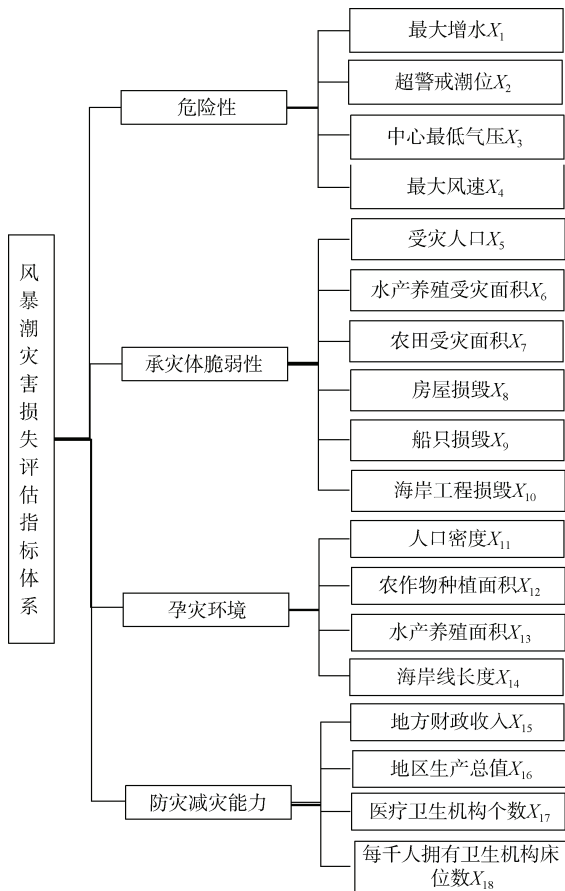 风暴潮灾害损失评估指标体系
危险性
最大增水X1
超警戒潮位X2
中心最低气压X3
最大风速X4
承灾体脆弱性
受灾人口X5
水产养殖受灾面积X6
农田受灾面积X7
房屋损毁X8
船只损毁X9
海岸工程损毁X10
孕灾环境
人口密度X11
农作物种植面积X12
水产养殖面积X13
海岸线长度X14
防灾减灾能力
地方财政收入X15
地区生产总值X16
医疗卫生机构个数X17
每千人拥有卫生机构床
位数X18